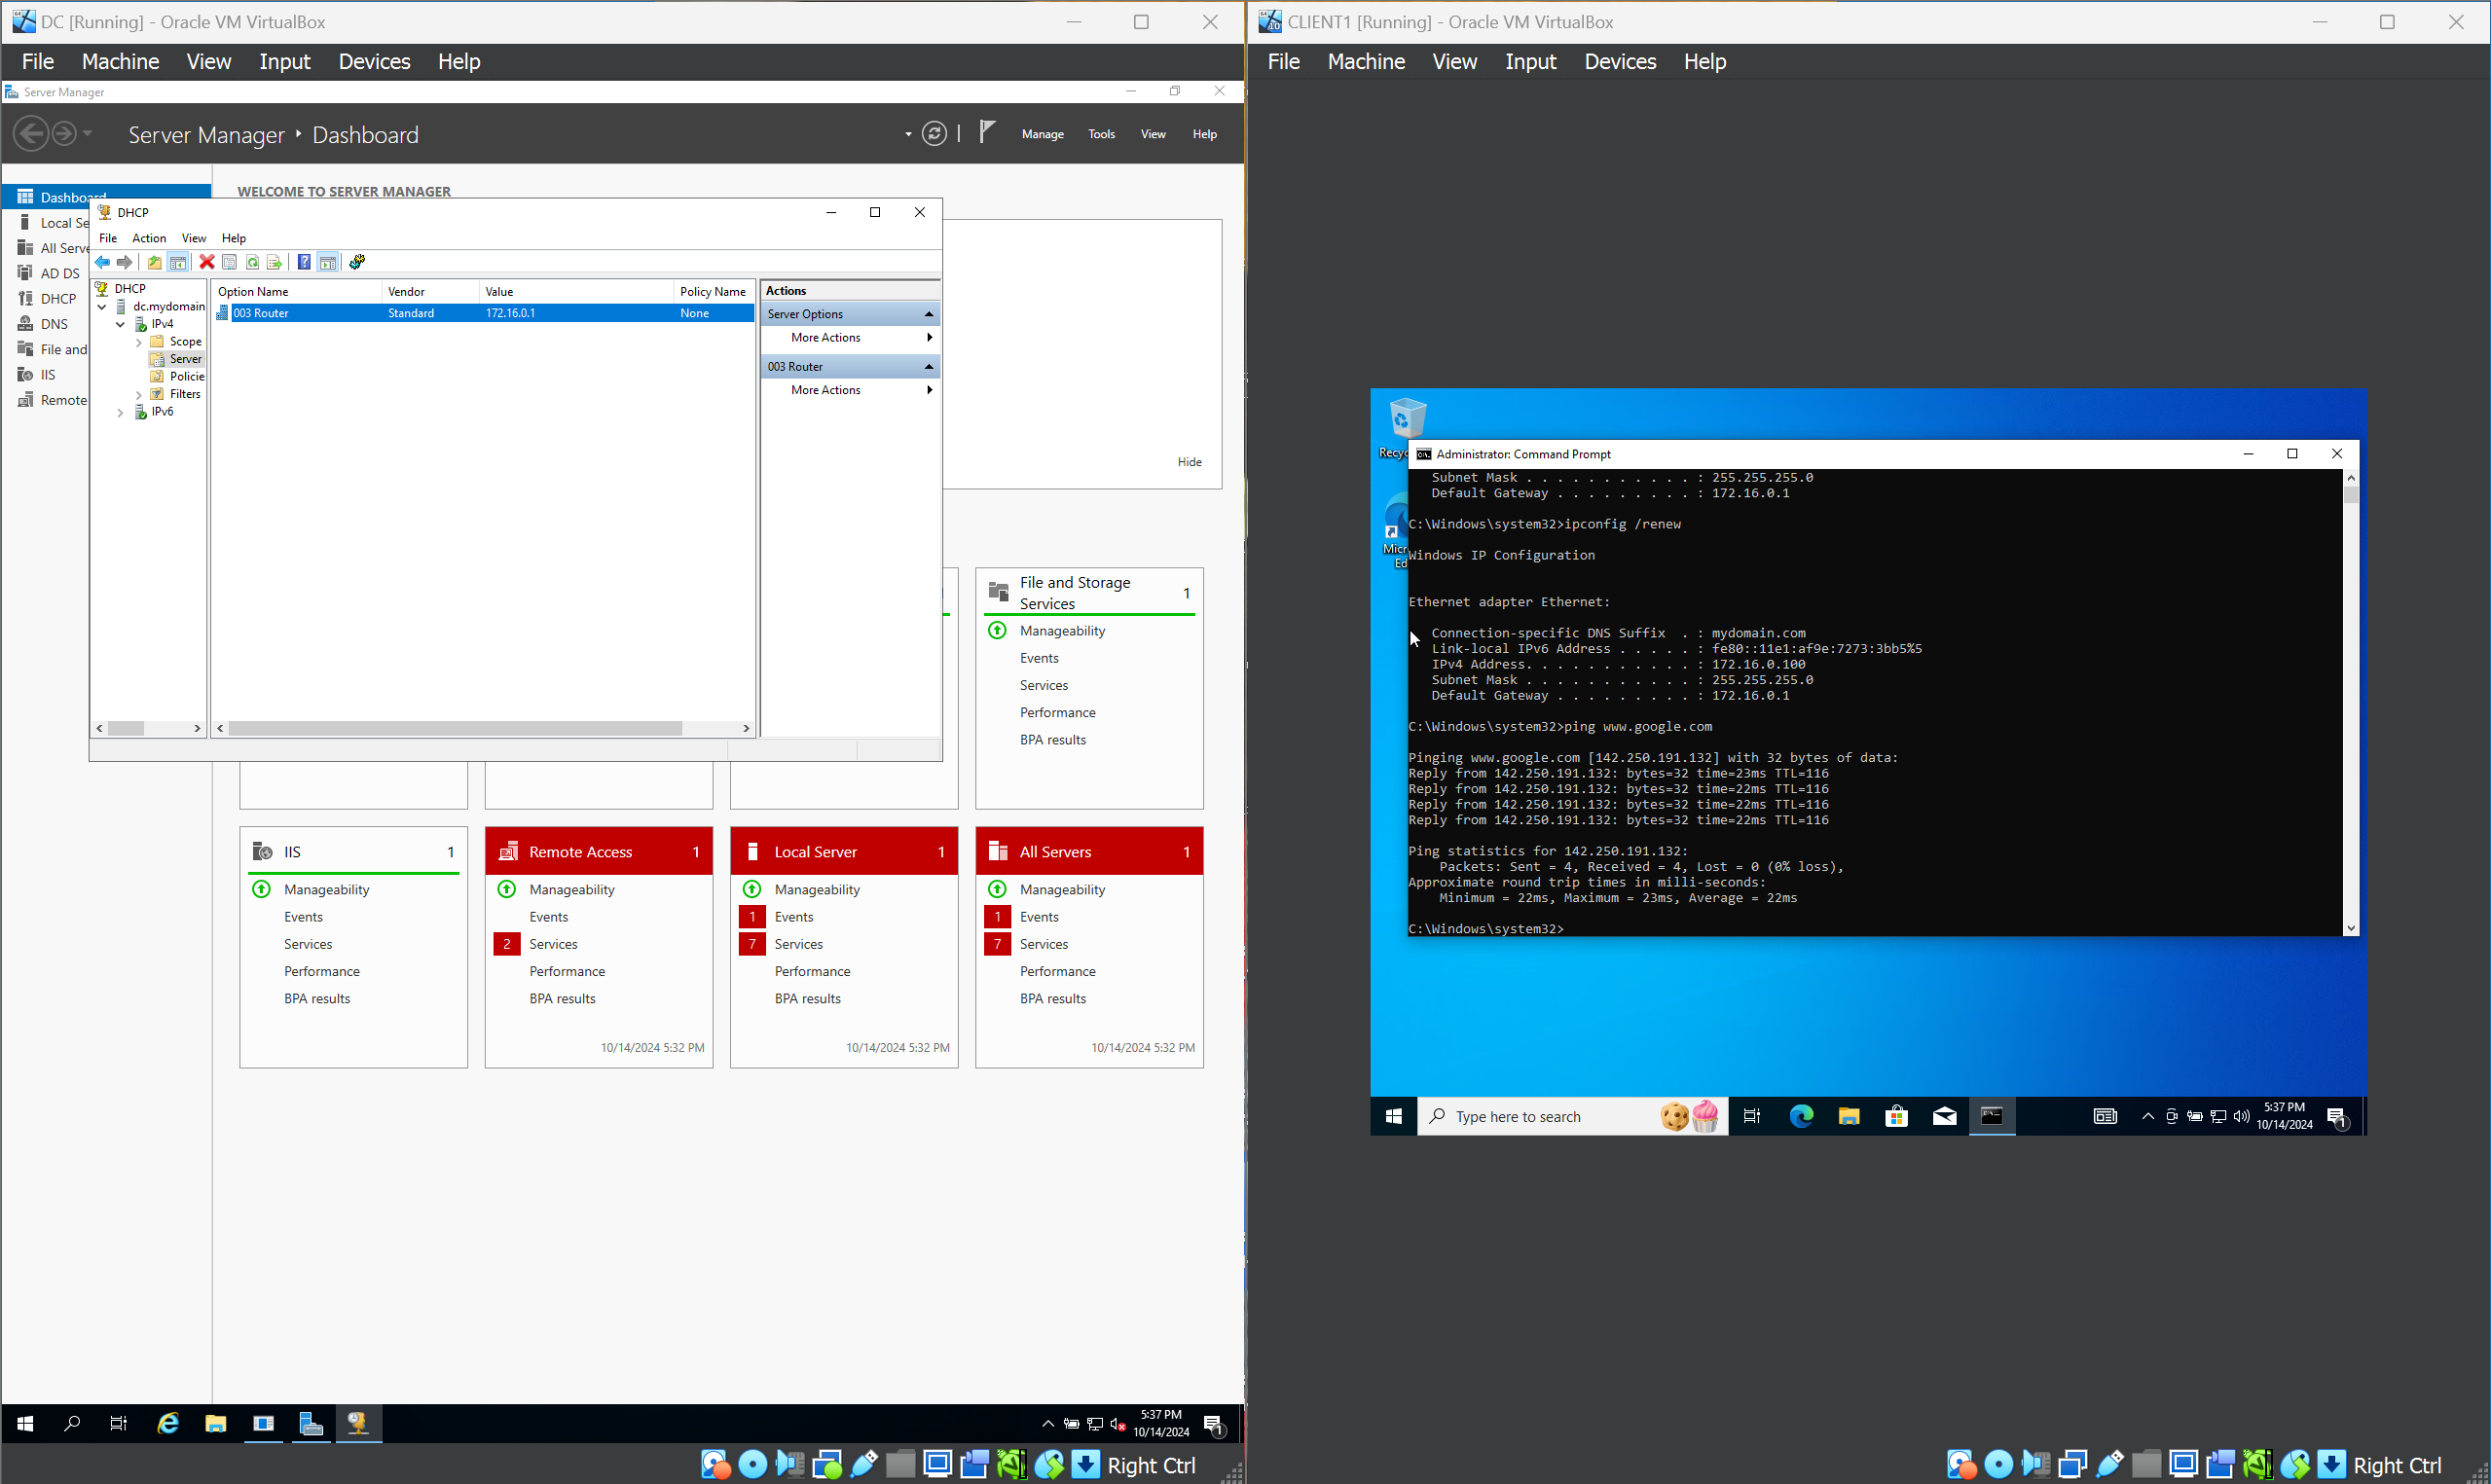 DC [Running] - Oracle VM VirtualBox
File Machine View Input Devices Help
Server Manager
Server Manager Dashboard
Manage Tools View Help
Dashboard
Local Se
All Serve
AD DS
DHCP
DNS
File and
IIS
Remote
WELCOME TO SERVER MANAGER
DHCP
File Action View Help
DHCP
dc.mydomain
IPv4
Scope
Server
Policie
Filters
IPv6
Option Name Vendor Value Policy Name
003 Router Standard 172.16.0.1 None
Actions
Server Options
More Actions
003 Router
More Actions
Hide
File and Storage
Services 1
Manageability
Events
Services
Performance
BPA results
IIS 1
Manageability
Events
Services
Performance
BPA results
Remote Access 1
Manageability
Events
2 Services
Performance
BPA results
10/14/2024 5:32 PM
Local Server 1
Manageability
1 Events
7 Services
Performance
BPA results
10/14/2024 5:32 PM
All Servers 1
Manageability
1 Events
7 Services
Performance
BPA results
10/14/2024 5:32 PM
5:37 PM
10/14/2024
1
Right Ctrl
CLIENT1 [Running] - Oracle VM VirtualBox
File Machine View Input Devices Help
Recyc
Micr
Ed
Administrator: Command Prompt
Subnet Mask . . . . . . . . . . . : 255.255.255.0
Default Gateway . . . . . . . . . : 172.16.0.1
C:\Windows\system32>ipconfig /renew
Windows IP Configuration
Ethernet adapter Ethernet:
Connection-specific DNS Suffix . : mydomain.com
Link-local IPv6 Address . . . . . : fe80::11e1:af9e:7273:3bb5%5
IPv4 Address. . . . . . . . . . . : 172.16.0.100
Subnet Mask . . . . . . . . . . . : 255.255.255.0
Default Gateway . . . . . . . . . : 172.16.0.1
C:\Windows\system32>ping www.google.com
Pinging www.google.com [142.250.191.132] with 32 bytes of data:
Reply from 142.250.191.132: bytes=32 time=23ms TTL=116
Reply from 142.250.191.132: bytes=32 time=22ms TTL=116
Reply from 142.250.191.132: bytes=32 time=22ms TTL=116
Reply from 142.250.191.132: bytes=32 time=22ms TTL=116
Ping statistics for 142.250.191.132:
Packets: Sent = 4, Received = 4, Lost = 0 (0% loss),
Approximate round trip times in milli-seconds:
Minimum = 22ms, Maximum = 23ms, Average = 22ms
C:\Windows\system32>
Type here to search
5:37 PM
10/14/2024
1
Right Ctrl